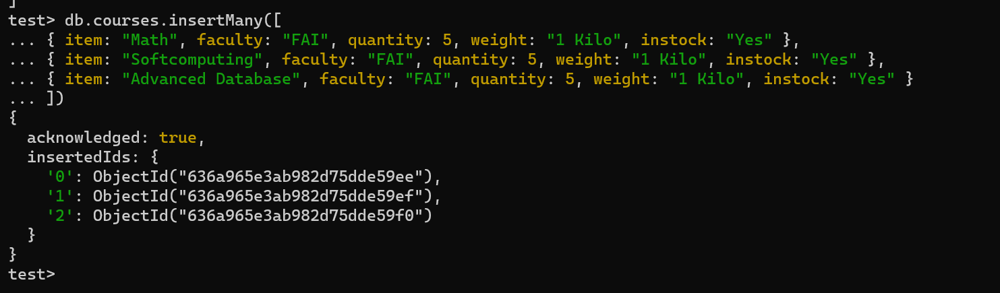 ]
test> db.courses.insertMany([
... { item: "Math", faculty: "FAI", quantity: 5, weight: "1 Kilo", instock: "Yes" },
... { item: "Softcomputing", faculty: "FAI", quantity: 5, weight: "1 Kilo", instock: "Yes" },
... { item: "Advanced Database", faculty: "FAI", quantity: 5, weight: "1 Kilo", instock: "Yes" }
... ])
{
  acknowledged: true,
  insertedIds: {
    '0': ObjectId("636a965e3ab982d75dde59ee"),
    '1': ObjectId("636a965e3ab982d75dde59ef"),
    '2': ObjectId("636a965e3ab982d75dde59f0")
  }
}
test>